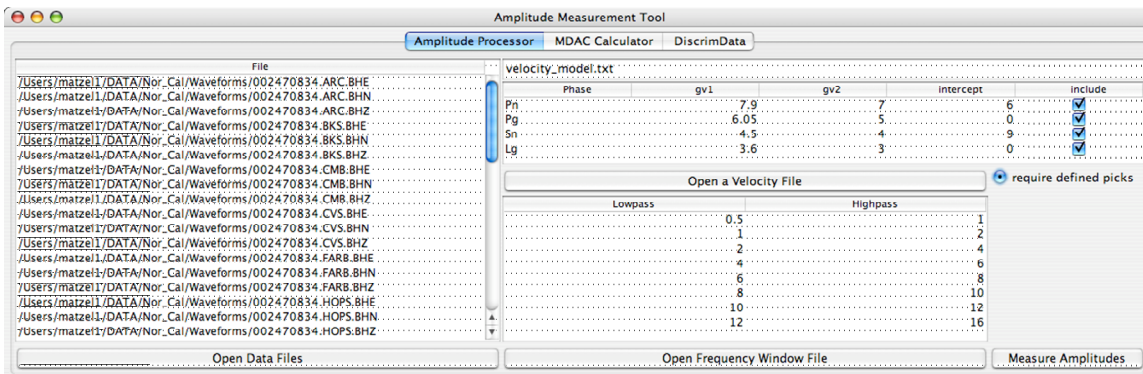 Amplitude Measurement Tool
Amplitude Processor MDAC Calculator DiscrimData
File
/Users/matzel1/DATA/Nor_Cal/Waveforms/002470834.ARC.BHE
/Users/matzel1/DATA/Nor_Cal/Waveforms/002470834.ARC.BHN
/Users/matzel1/DATA/Nor_Cal/Waveforms/002470834.ARC.BHZ
/Users/matzel1/DATA/Nor_Cal/Waveforms/002470834.BKS.BHE
/Users/matzel1/DATA/Nor_Cal/Waveforms/002470834.BKS.BHN
/Users/matzel1/DATA/Nor_Cal/Waveforms/002470834.BKS.BHZ
/Users/matzel1/DATA/Nor_Cal/Waveforms/002470834.CMB.BHE
/Users/matzel1/DATA/Nor_Cal/Waveforms/002470834.CMB.BHN
/Users/matzel1/DATA/Nor_Cal/Waveforms/002470834.CMB.BHZ
/Users/matzel1/DATA/Nor_Cal/Waveforms/002470834.CVS.BHE
/Users/matzel1/DATA/Nor_Cal/Waveforms/002470834.CVS.BHN
/Users/matzel1/DATA/Nor_Cal/Waveforms/002470834.CVS.BHZ
/Users/matzel1/DATA/Nor_Cal/Waveforms/002470834.FARB.BHE
/Users/matzel1/DATA/Nor_Cal/Waveforms/002470834.FARB.BHN
/Users/matzel1/DATA/Nor_Cal/Waveforms/002470834.FARB.BHZ
/Users/matzel1/DATA/Nor_Cal/Waveforms/002470834.HOPS.BHE
/Users/matzel1/DATA/Nor_Cal/Waveforms/002470834.HOPS.BHN
/Users/matzel1/DATA/Nor_Cal/Waveforms/002470834.HOPS.BHZ
Open Data Files
velocity_model.txt
Phase gv1 gv2 intercept include
Pn 7.9 7 6
Pg 6.05 5 0
Sn 4.5 4 9
Lg 3.6 3 0
Open a Velocity File
require defined picks
Lowpass Highpass
0.5 1
1 2
2 4
4 6
6 8
8 10
10 12
12 16
Open Frequency Window File
Measure Amplitudes